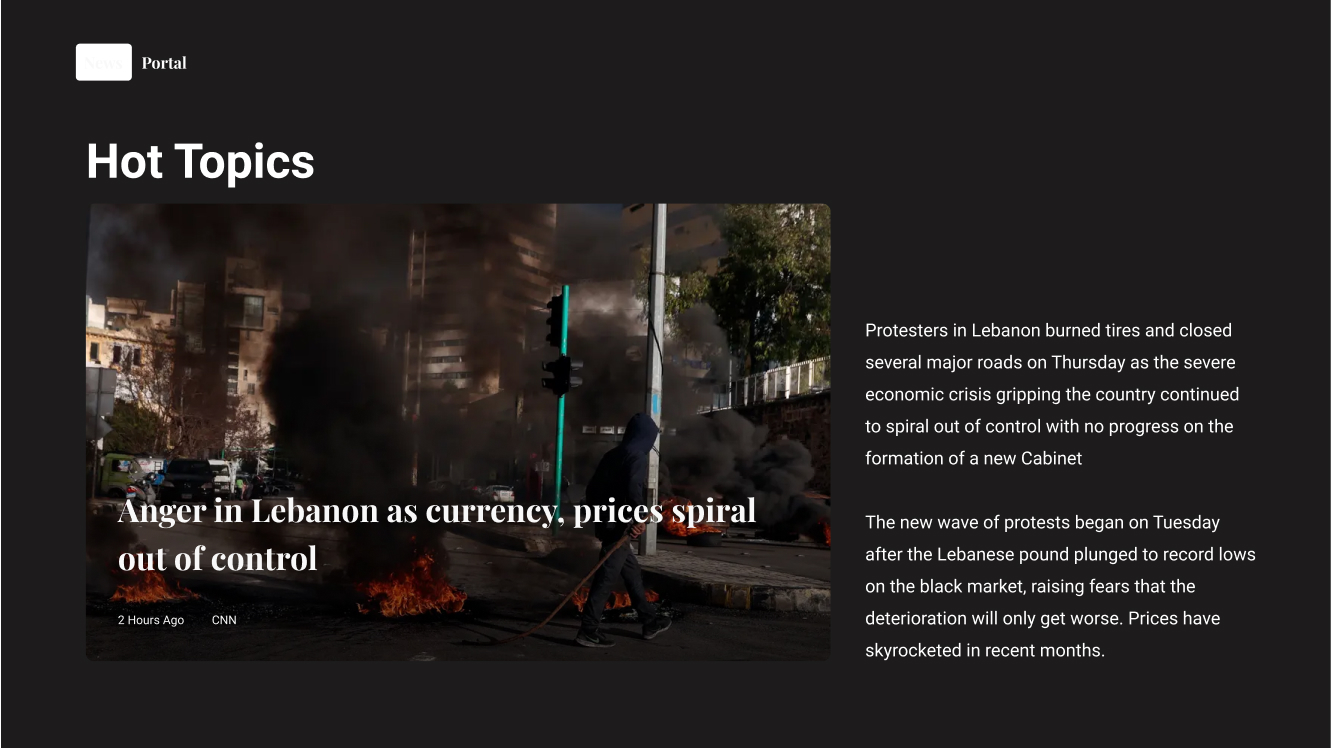 News Portal
Hot Topics
Anger in Lebanon as currency, prices spiral
out of control
2 Hours Ago CNN
Protesters in Lebanon burned tires and closed
several major roads on Thursday as the severe
economic crisis gripping the country continued
to spiral out of control with no progress on the
formation of a new Cabinet
The new wave of protests began on Tuesday
after the Lebanese pound plunged to record lows
on the black market, raising fears that the
deterioration will only get worse. Prices have
skyrocketed in recent months.